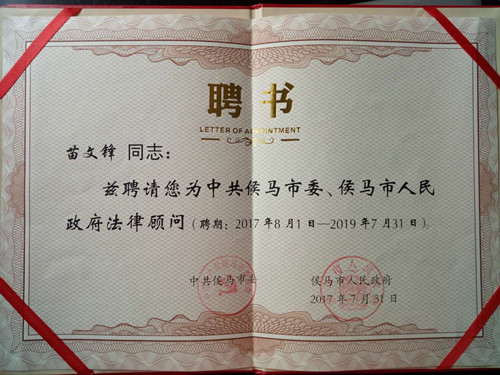 聘书
LETTER OF APPOINTMENT
苗文锋 同志：
兹聘请您为中共侯马市委、侯马市人民
政府法律顾问（聘期：2017年8月1日—2019年7月31日）。
中共侯马市委 侯马市人民政府
2017年7月31日